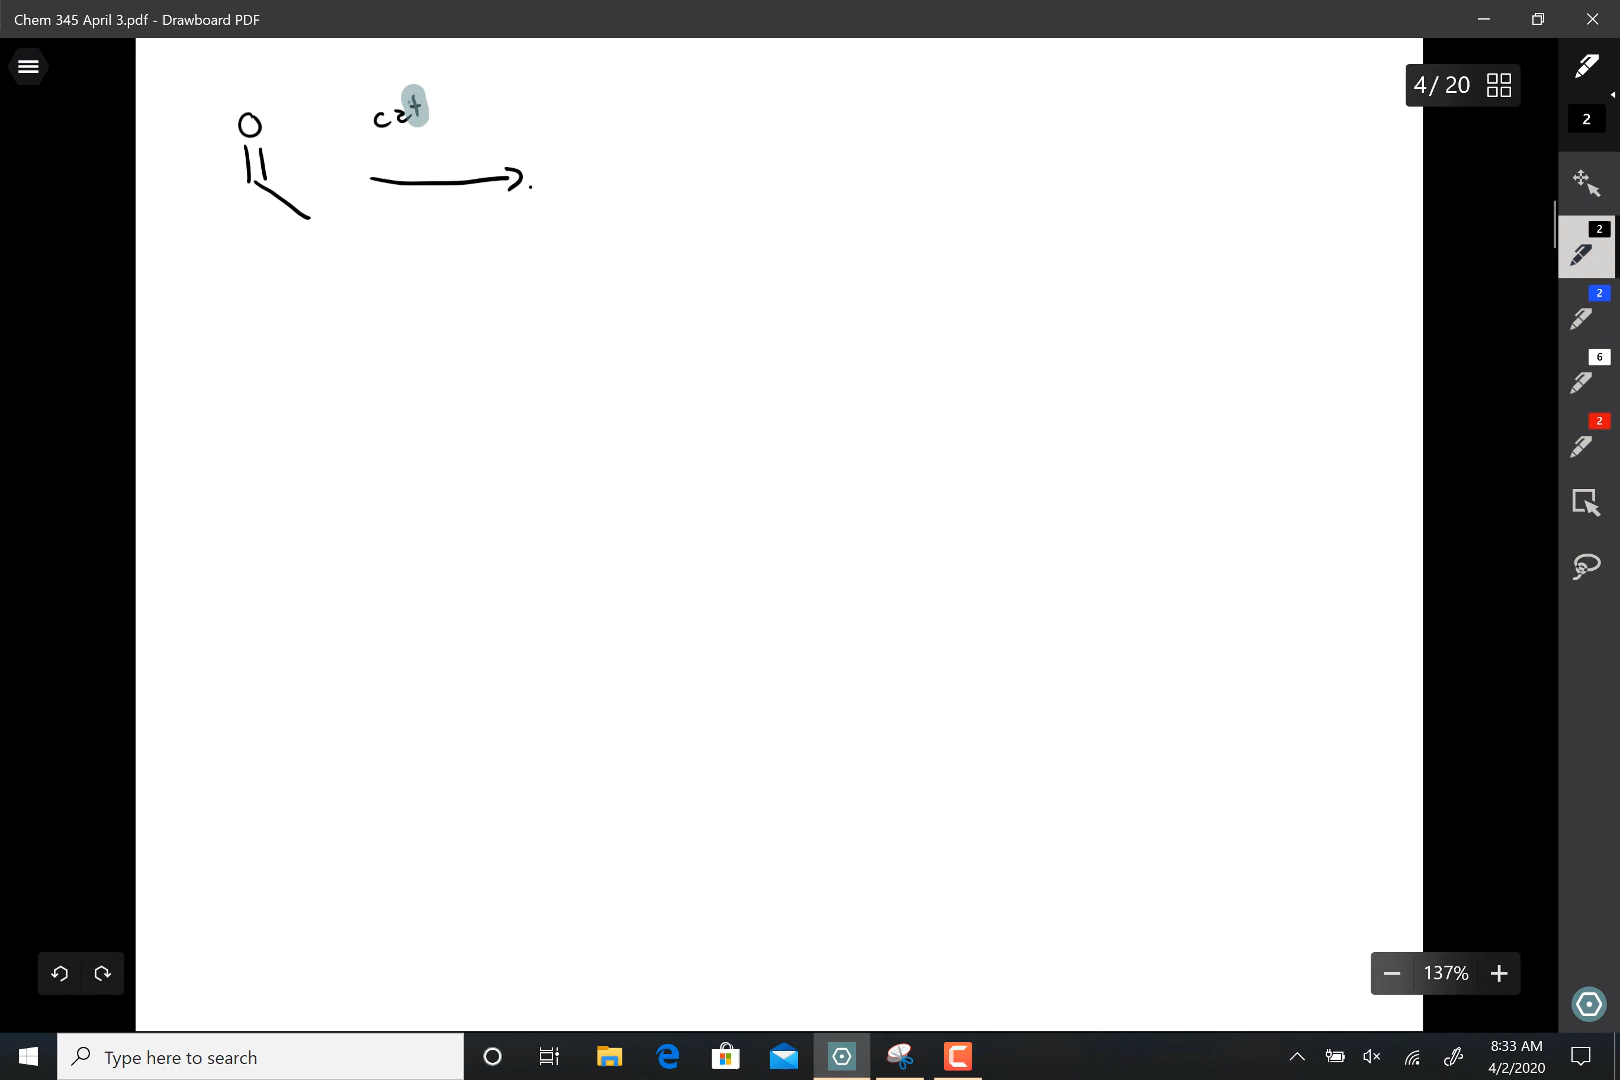 Chem 345 April 3.pdf - Drawboard PDF
4 / 20
2
cat
O
2
2
6
2
137%
Type here to search
8:33 AM
4/2/2020